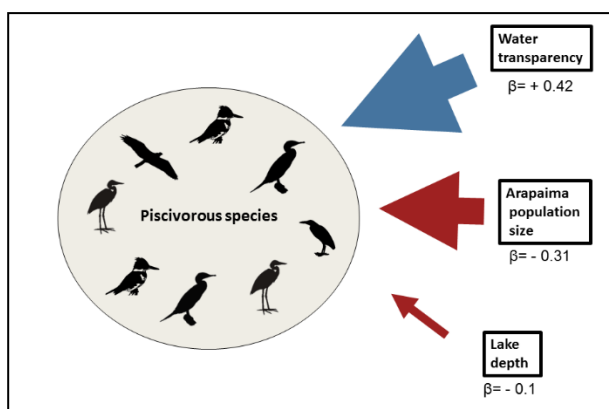 Water
transparency
β= + 0.42
Piscivorous species
Arapaima
population
size
β= - 0.31
Lake
depth
β= - 0.1